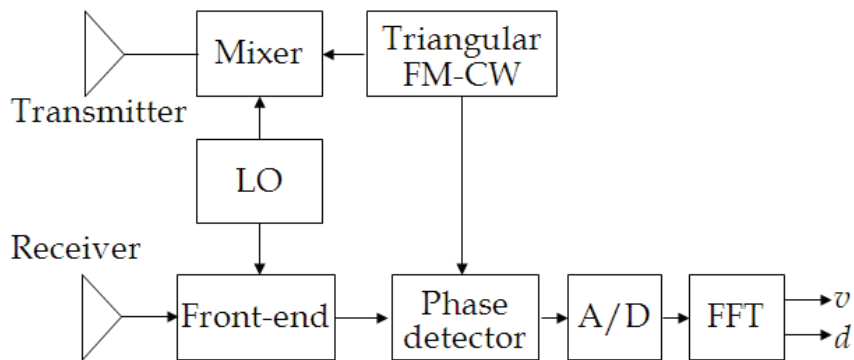 Mixer
Triangular
FM-CW
Transmitter
LO
Receiver
Front-end
Phase
detector
A/D
FFT
v
d